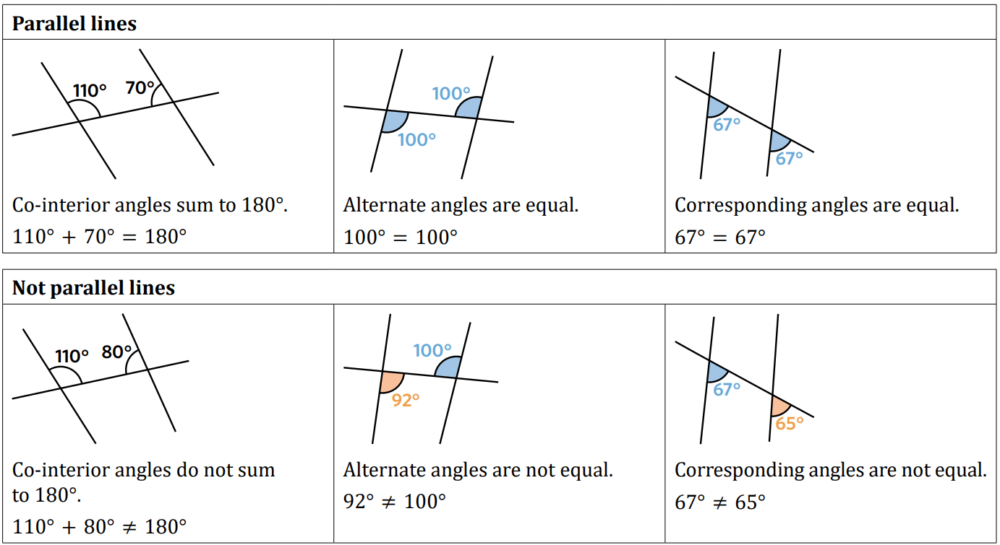 Parallel lines
110° 70°
Co-interior angles sum to 180°.
110° + 70° = 180°
100°
100°
Alternate angles are equal.
100° = 100°
67°
67°
Corresponding angles are equal.
67° = 67°
Not parallel lines
110° 80°
Co-interior angles do not sum
to 180°.
110° + 80° ≠ 180°
100°
92°
Alternate angles are not equal.
92° ≠ 100°
67°
65°
Corresponding angles are not equal.
67° ≠ 65°